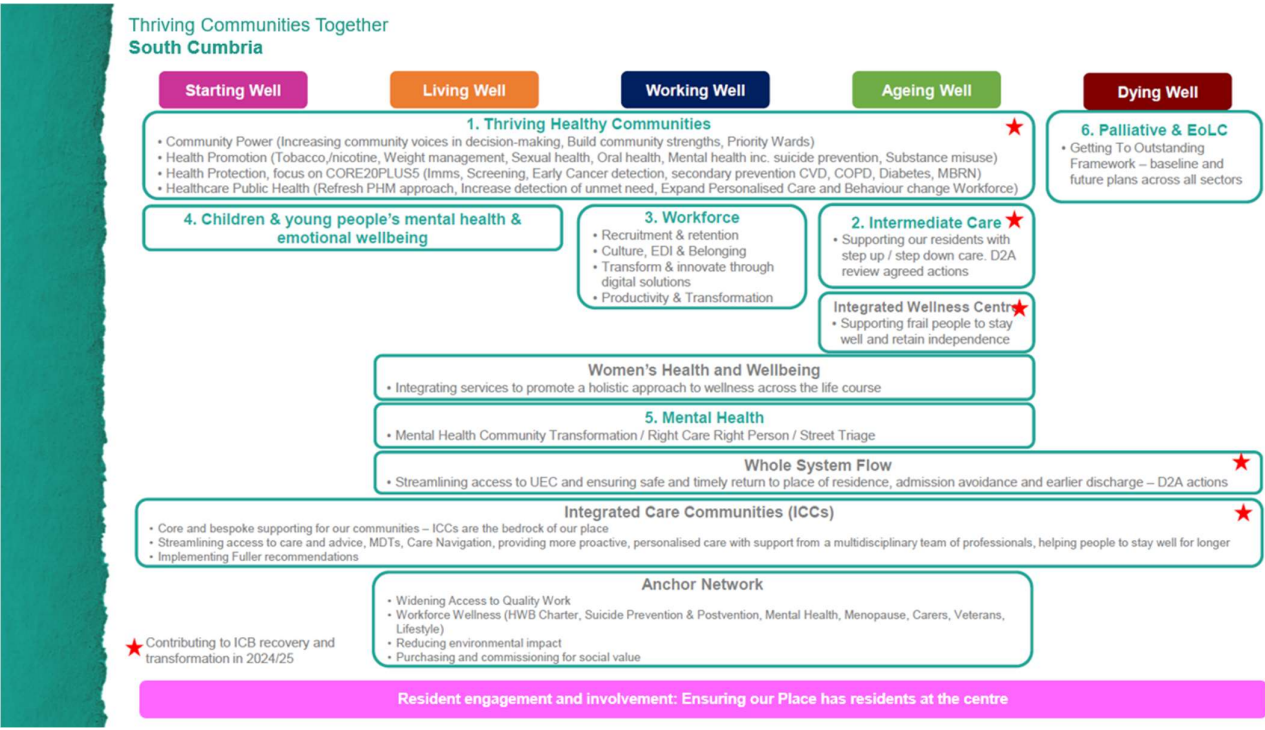 Thriving Communities Together
South Cumbria
Starting Well
Living Well
Working Well
Ageing Well
Dying Well
1. Thriving Healthy Communities
• Community Power (Increasing community voices in decision-making, Build community strengths, Priority Wards)
• Health Promotion (Tobacco,/nicotine, Weight management, Sexual health, Oral health, Mental health inc. suicide prevention, Substance misuse)
• Health Protection, focus on CORE20PLUS5 (Imms, Screening, Early Cancer detection, secondary prevention CVD, COPD, Diabetes, MBRN)
• Healthcare Public Health (Refresh PHM approach, Increase detection of unmet need, Expand Personalised Care and Behaviour change Workforce)
6. Palliative & EoLC
• Getting To Outstanding
Framework – baseline and
future plans across all sectors
4. Children & young people's mental health &
emotional wellbeing
3. Workforce
• Recruitment & retention
• Culture, EDI & Belonging
• Transform & innovate through
digital solutions
• Productivity & Transformation
2. Intermediate Care
• Supporting our residents with
step up / step down care. D2A
review agreed actions
Integrated Wellness Centre
• Supporting frail people to stay
well and retain independence
Women's Health and Wellbeing
• Integrating services to promote a holistic approach to wellness across the life course
5. Mental Health
• Mental Health Community Transformation / Right Care Right Person / Street Triage
Whole System Flow
• Streamlining access to UEC and ensuring safe and timely return to place of residence, admission avoidance and earlier discharge – D2A actions
Integrated Care Communities (ICCs)
• Core and bespoke supporting for our communities – ICCs are the bedrock of our place
• Streamlining access to care and advice, MDTs, Care Navigation, providing more proactive, personalised care with support from a multidisciplinary team of professionals, helping people to stay well for longer
• Implementing Fuller recommendations
Anchor Network
• Widening Access to Quality Work
• Workforce Wellness (HWB Charter, Suicide Prevention & Postvention, Mental Health, Menopause, Carers, Veterans,
Lifestyle)
• Reducing environmental impact
• Purchasing and commissioning for social value
Contributing to ICB recovery and
transformation in 2024/25
Resident engagement and involvement: Ensuring our Place has residents at the centre